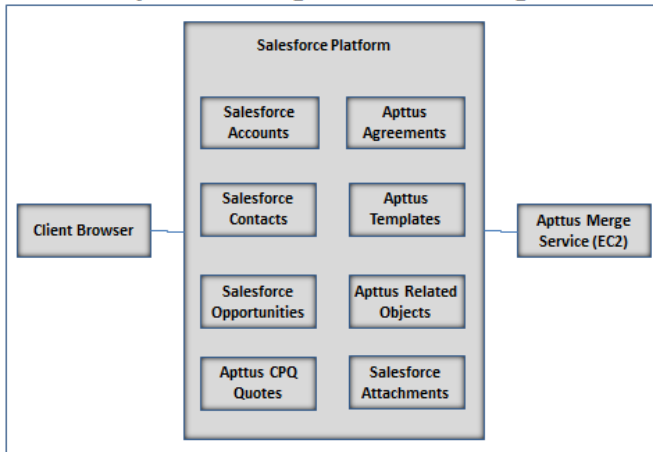 Salesforce Platform
Salesforce
Accounts
Apttus
Agreements
Client Browser
Salesforce
Contacts
Apttus
Templates
Apttus Merge
Service (EC2)
Salesforce
Opportunities
Apttus Related
Objects
Apttus CPQ
Quotes
Salesforce
Attachments